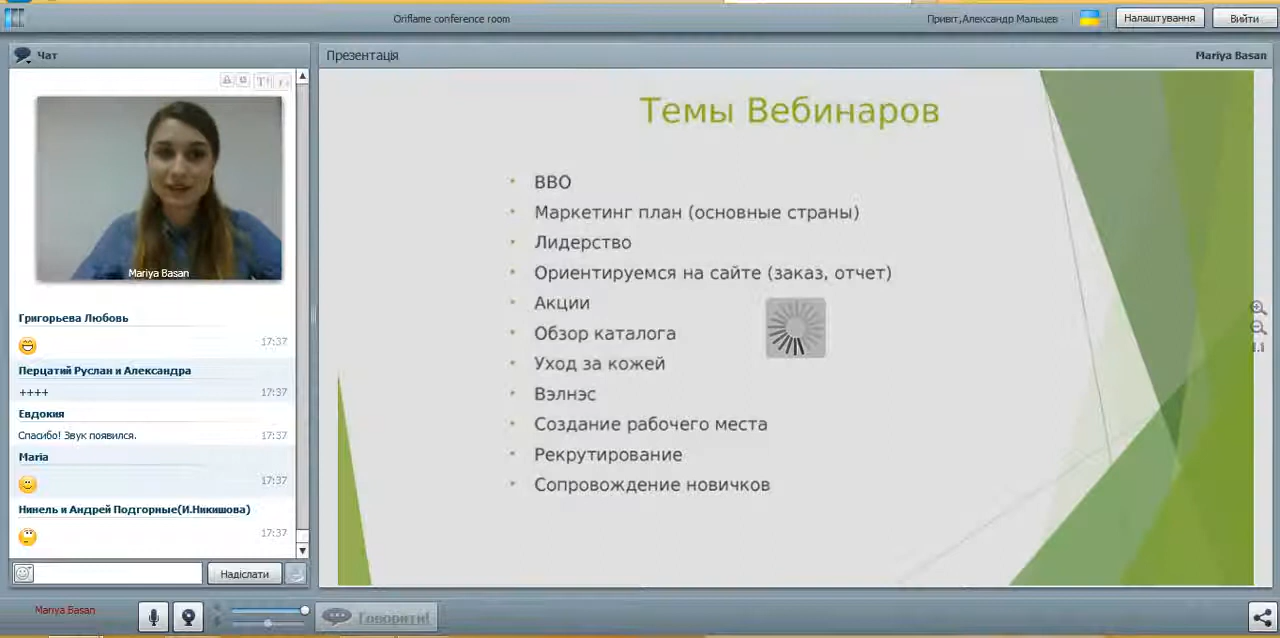 Oriflame conference room
Привіт,Александр Мальцев
Налаштування
Вийти
Чат
Mariya Basan
Григорьева Любовь
17:37
Перцатий Руслан и Александра
++++
17:37
Евдокия
Спасибо! Звук появился.
17:37
Maria
17:37
Нинель и Андрей Подгорные(И.Никишова)
17:37
Надіслати
Презентація
Mariya Basan
Темы Вебинаров
ВВО
Маркетинг план (основные страны)
Лидерство
Ориентируемся на сайте (заказ, отчет)
Акции
Обзор каталога
Уход за кожей
Вэлнэс
Создание рабочего места
Рекрутирование
Сопровождение новичков
1:1
Mariya Basan
Говорити!